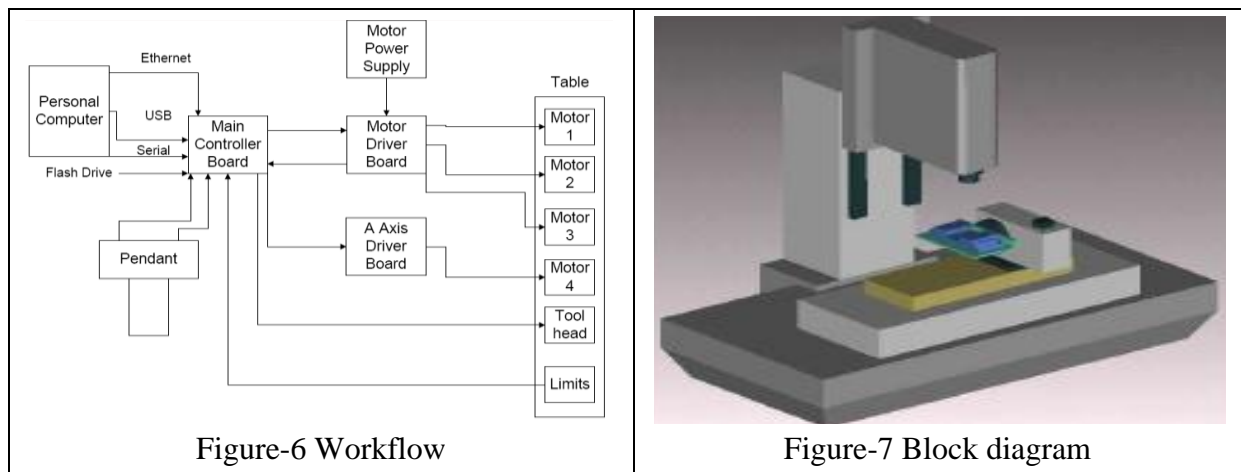 Ethernet
Personal
Computer
USB
Serial
Flash Drive
Pendant
Main
Controller
Board
Motor
Power
Supply
Motor
Driver
Board
A Axis
Driver
Board
Table
Motor
1
Motor
2
Motor
3
Motor
4
Tool
head
Limits
Figure-6 Workflow
Figure-7 Block diagram